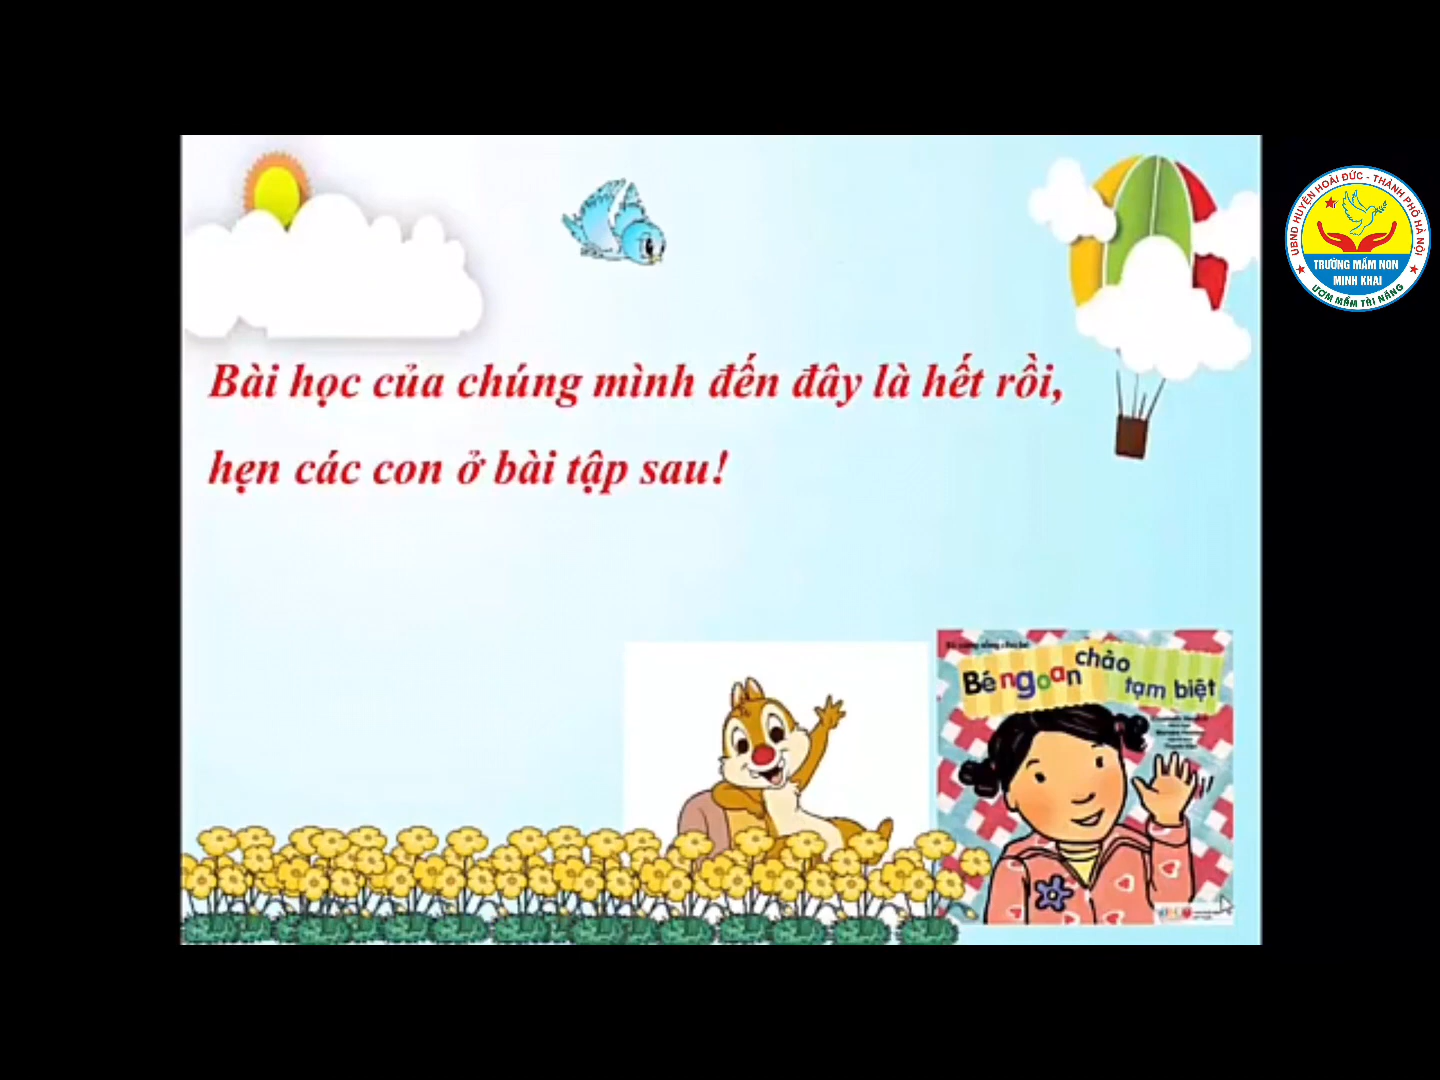 UBND HUYỆN HOÀI ĐỨC - THÀNH PHỐ HÀ NỘI
TRƯỜNG MẦM NON
MINH KHAI
ƯƠM MẦM TÀI NĂNG
Bài học của chúng mình đến đây là hết rồi,
hẹn các con ở bài tập sau!
Bé ngoan chào
tạm biệt